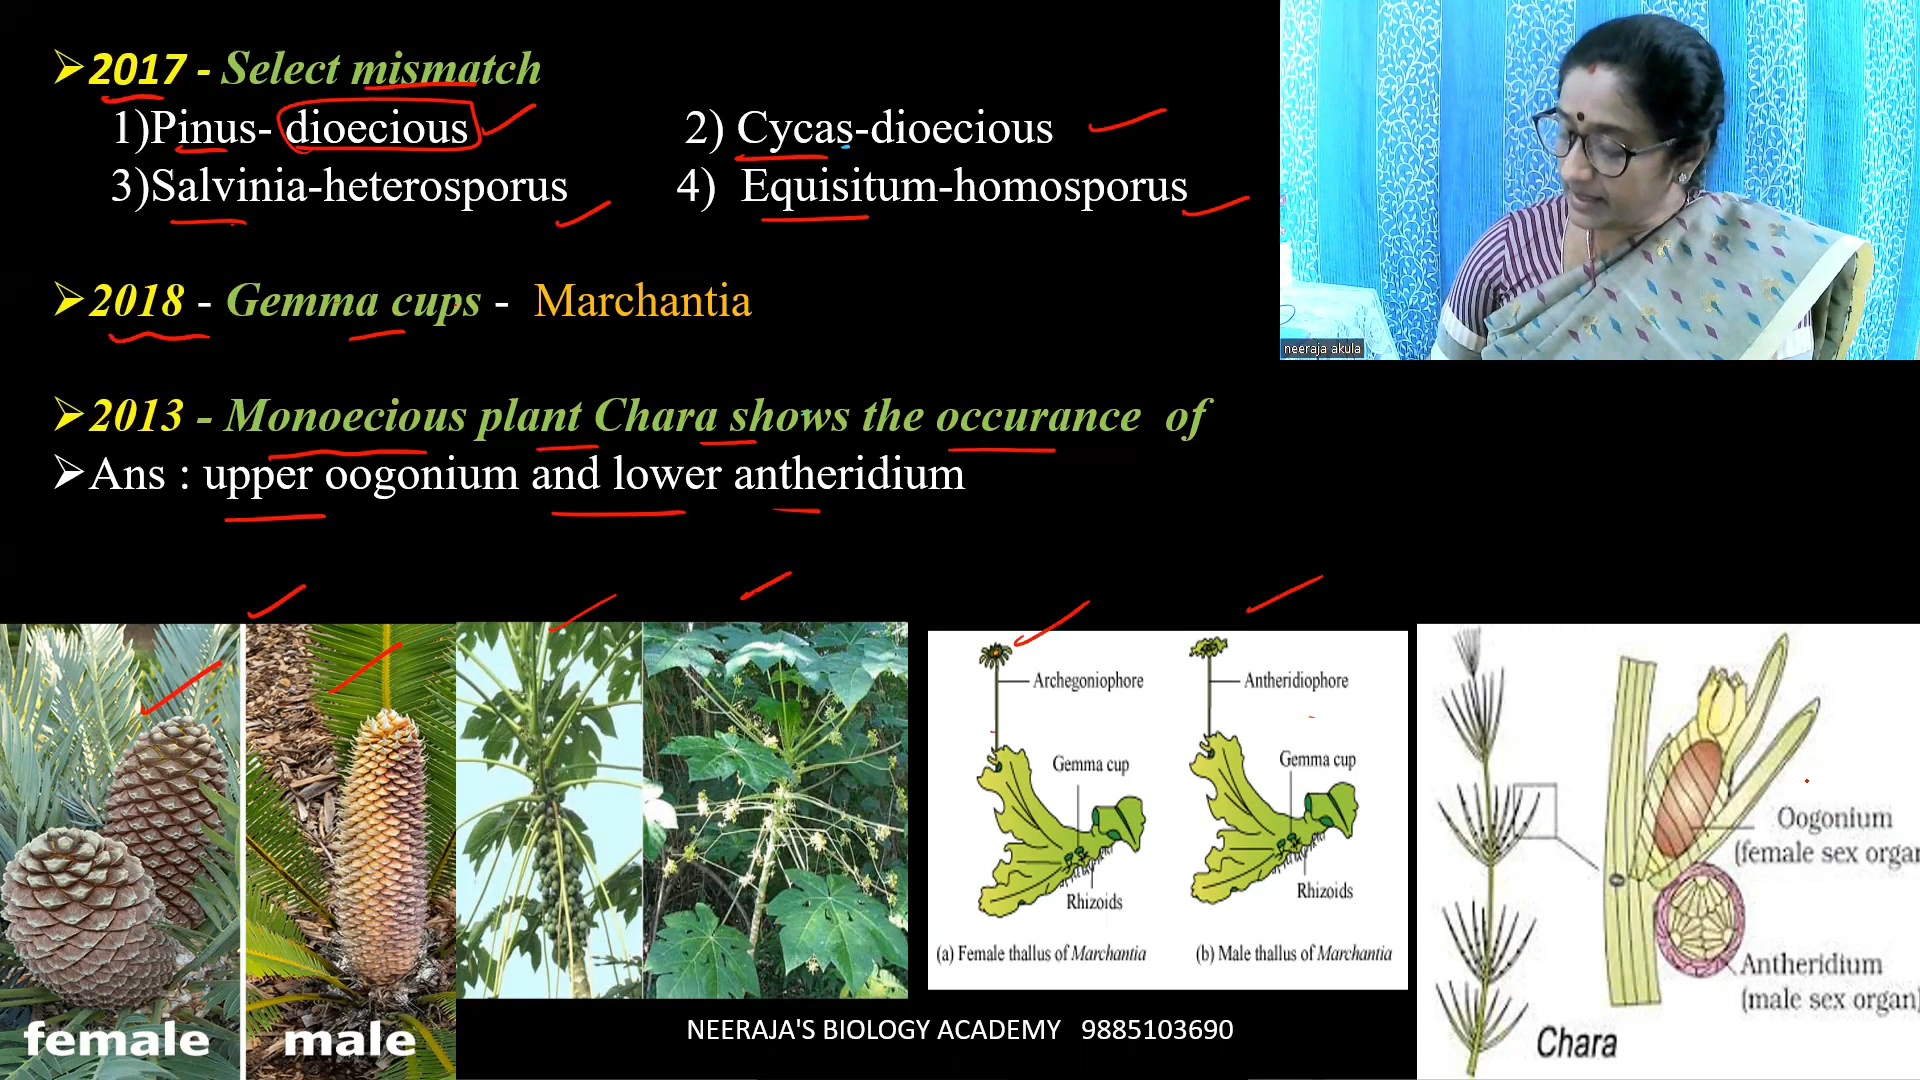 ➢2017 - Select mismatch
1)Pinus- dioecious 2) Cycas-dioecious
3)Salvinia-heterosporus 4) Equisitum-homosporus
➢2018 - Gemma cups - Marchantia
➢2013 - Monoecious plant Chara shows the occurance of
➢Ans : upper oogonium and lower antheridium
neeraja akula
female
male
Archegoniophore
Gemma cup
Rhizoids
(a) Female thallus of Marchantia
Antheridiophore
Gemma cup
Rhizoids
(b) Male thallus of Marchantia
Oogonium
(female sex organ
Antheridium
(male sex organ)
Chara
NEERAJA'S BIOLOGY ACADEMY 9885103690